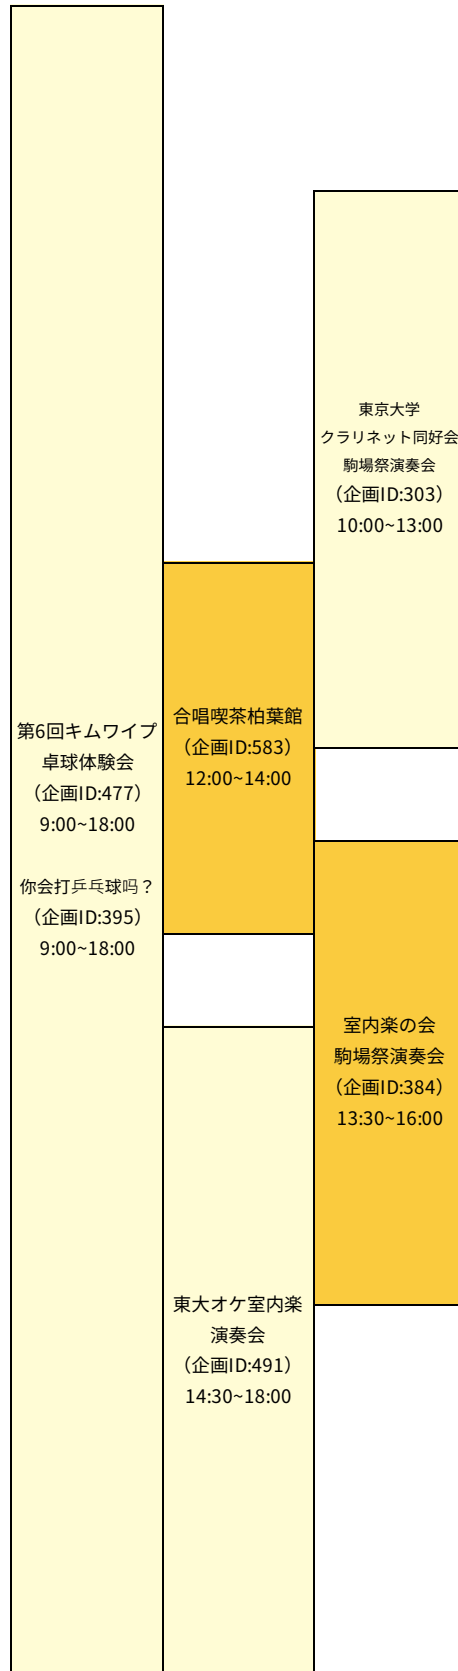 第6回キムワイプ
卓球体験会
（企画ID:477）
9:00~18:00
你会打乒乓球吗？
（企画ID:395）
9:00~18:00
合唱喫茶柏葉館
（企画ID:583）
12:00~14:00
東大オケ室内楽
演奏会
（企画ID:491）
14:30~18:00
東京大学
クラリネット同好会
駒場祭演奏会
（企画ID:303）
10:00~13:00
室内楽の会
駒場祭演奏会
（企画ID:384）
13:30~16:00